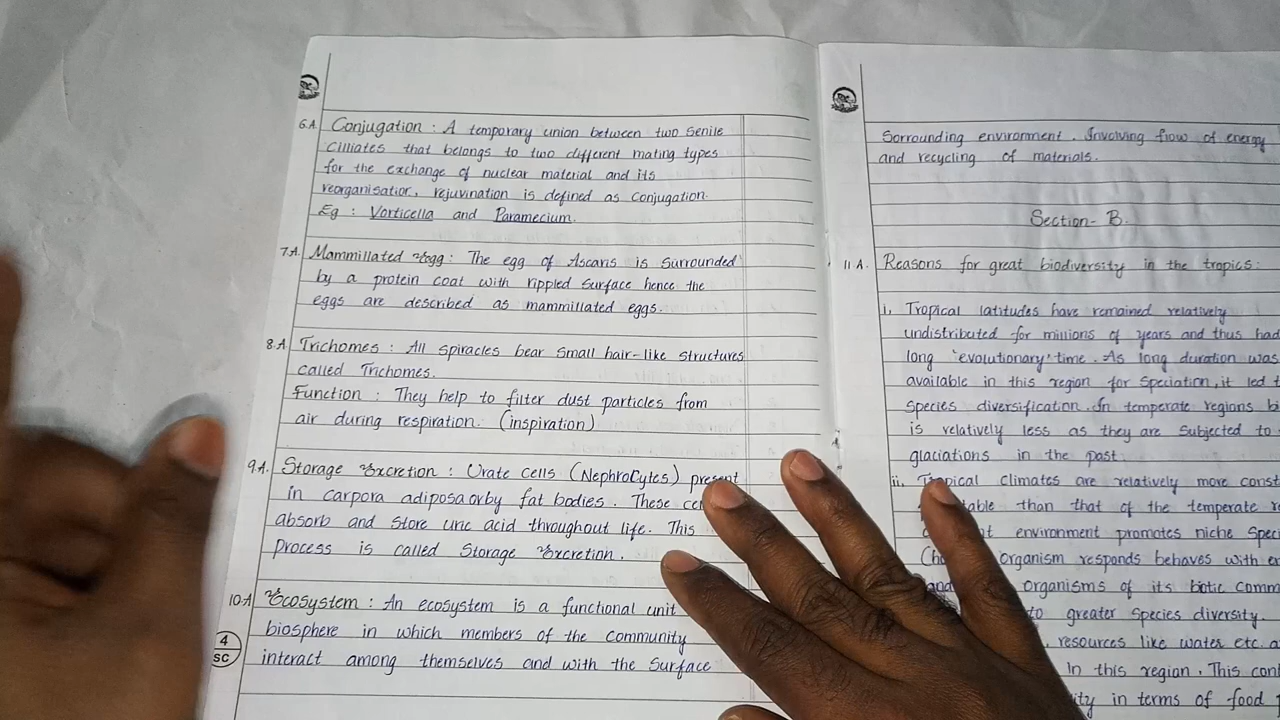 6.A. Conjugation : A temporary union between two Senile
cilliates that belongs to two different mating types
for the exchange of nuclear material and its
reorganisation, rejuvination is defined as conjugation.
Eg : Vorticella and Paramecium.
7.A. Mammillated Egg : The egg of Ascaris is Surrounded
by a protein coat with rippled surface hence the
eggs are described as mammillated eggs.
8.A. Trichomes : All spiracles bear small hair-like structures
called Trichomes.
Function : They help to filter dust particles from
air during respiration. (inspiration)
9.A. Storage Excretion : Urate cells (Nephrocytes) present
in carpora adiposa orby fat bodies. These
absorb and store uric acid throughout life. This
process is called Storage Excretion.
10.A Ecosystem : An ecosystem is a functional unit
biosphere in which members of the community
interact among themselves and with the Surface
4
SC
Sorrounding environment. Involving flow of energy
and recycling of materials.
Section - B.
11 A. Reasons for great biodiversity in the tropics :
i. Tropical latitudes have remained relatively
undistributed for millions of years and thus had
long 'evolutionary' time. As long duration was
available in this region for speciation, it led
Species diversification. In temperate regions
is relatively less as they are subjected to
glaciations in the past.
ii. Tropical climates are relatively more
than that of the temperate
environment promotes niche
Organism responds behaves with
organisms of its biotic
to greater species diversity.
resources like water etc.
In this region. This
in terms of food